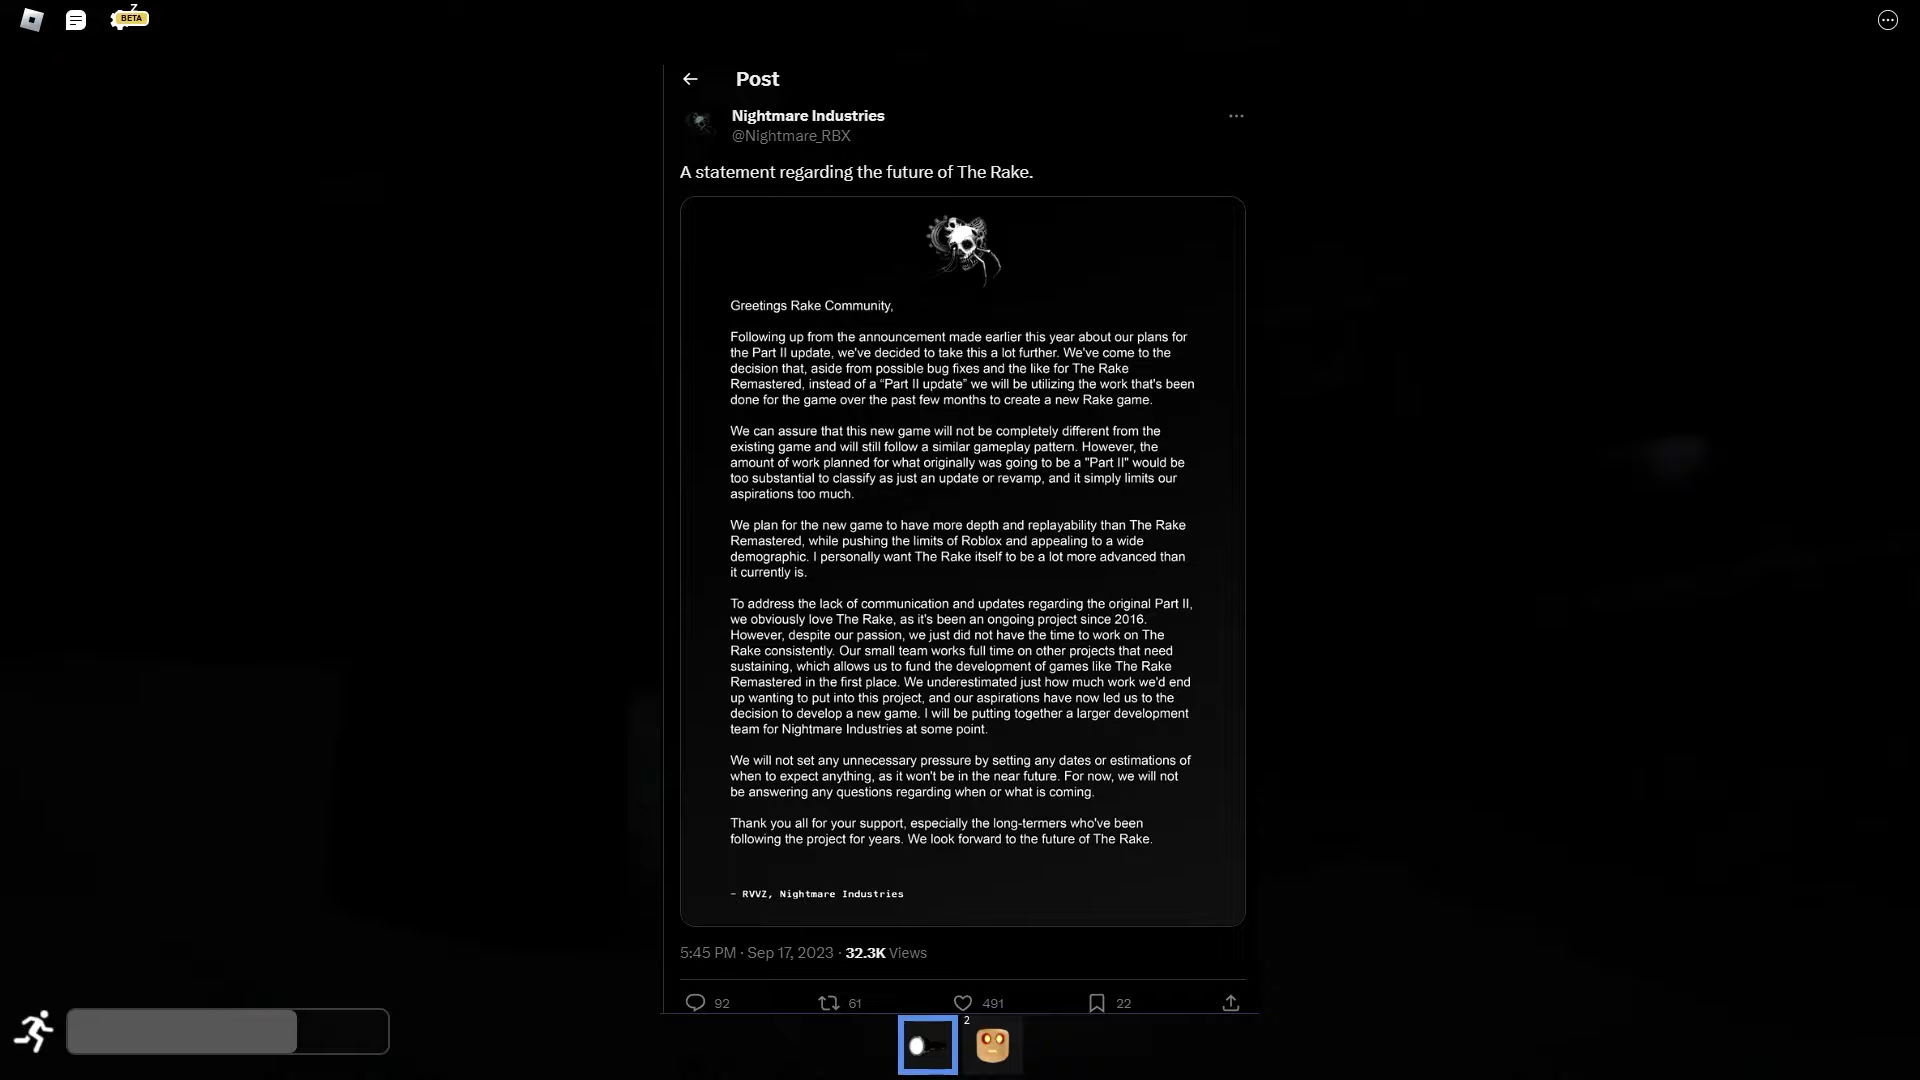 Z
BETA
Post
Nightmare Industries
@Nightmare_RBX
A statement regarding the future of The Rake.
Greetings Rake Community,
Following up from the announcement made earlier this year about our plans for
the Part II update, we've decided to take this a lot further. We've come to the
decision that, aside from possible bug fixes and the like for The Rake
Remastered, instead of a “Part II update” we will be utilizing the work that's been
done for the game over the past few months to create a new Rake game.
We can assure that this new game will not be completely different from the
existing game and will still follow a similar gameplay pattern. However, the
amount of work planned for what originally was going to be a "Part II" would be
too substantial to classify as just an update or revamp, and it simply limits our
aspirations too much.
We plan for the new game to have more depth and replayability than The Rake
Remastered, while pushing the limits of Roblox and appealing to a wide
demographic. I personally want The Rake itself to be a lot more advanced than
it currently is.
To address the lack of communication and updates regarding the original Part II,
we obviously love The Rake, as it's been an ongoing project since 2016.
However, despite our passion, we just did not have the time to work on The
Rake consistently. Our small team works full time on other projects that need
sustaining, which allows us to fund the development of games like The Rake
Remastered in the first place. We underestimated just how much work we'd end
up wanting to put into this project, and our aspirations have now led us to the
decision to develop a new game. I will be putting together a larger development
team for Nightmare Industries at some point.
We will not set any unnecessary pressure by setting any dates or estimations of
when to expect anything, as it won't be in the near future. For now, we will not
be answering any questions regarding when or what is coming.
Thank you all for your support, especially the long-termers who've been
following the project for years. We look forward to the future of The Rake.
- RVVZ, Nightmare Industries
5:45 PM · Sep 17, 2023 · 32.3K Views
92 61 491 22
2